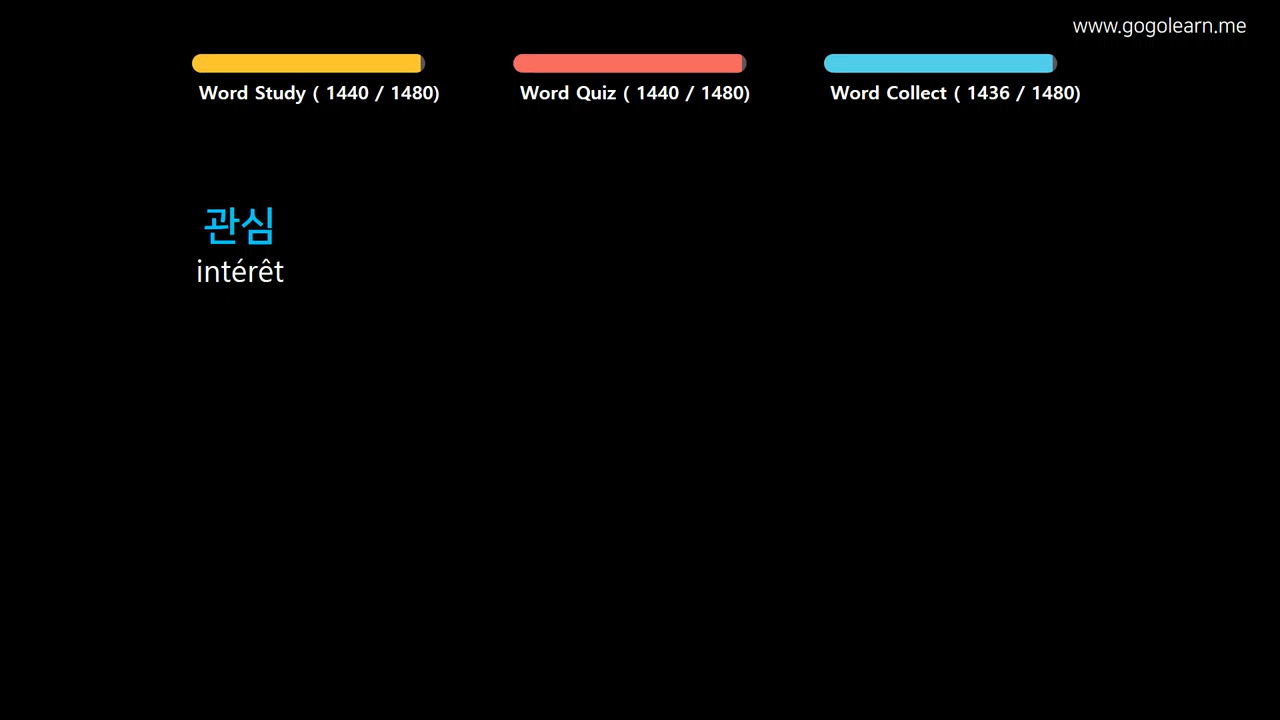 www.gogolearn.me
Word Study ( 1440 / 1480)
Word Quiz ( 1440 / 1480)
Word Collect ( 1436 / 1480)
관심
intérêt